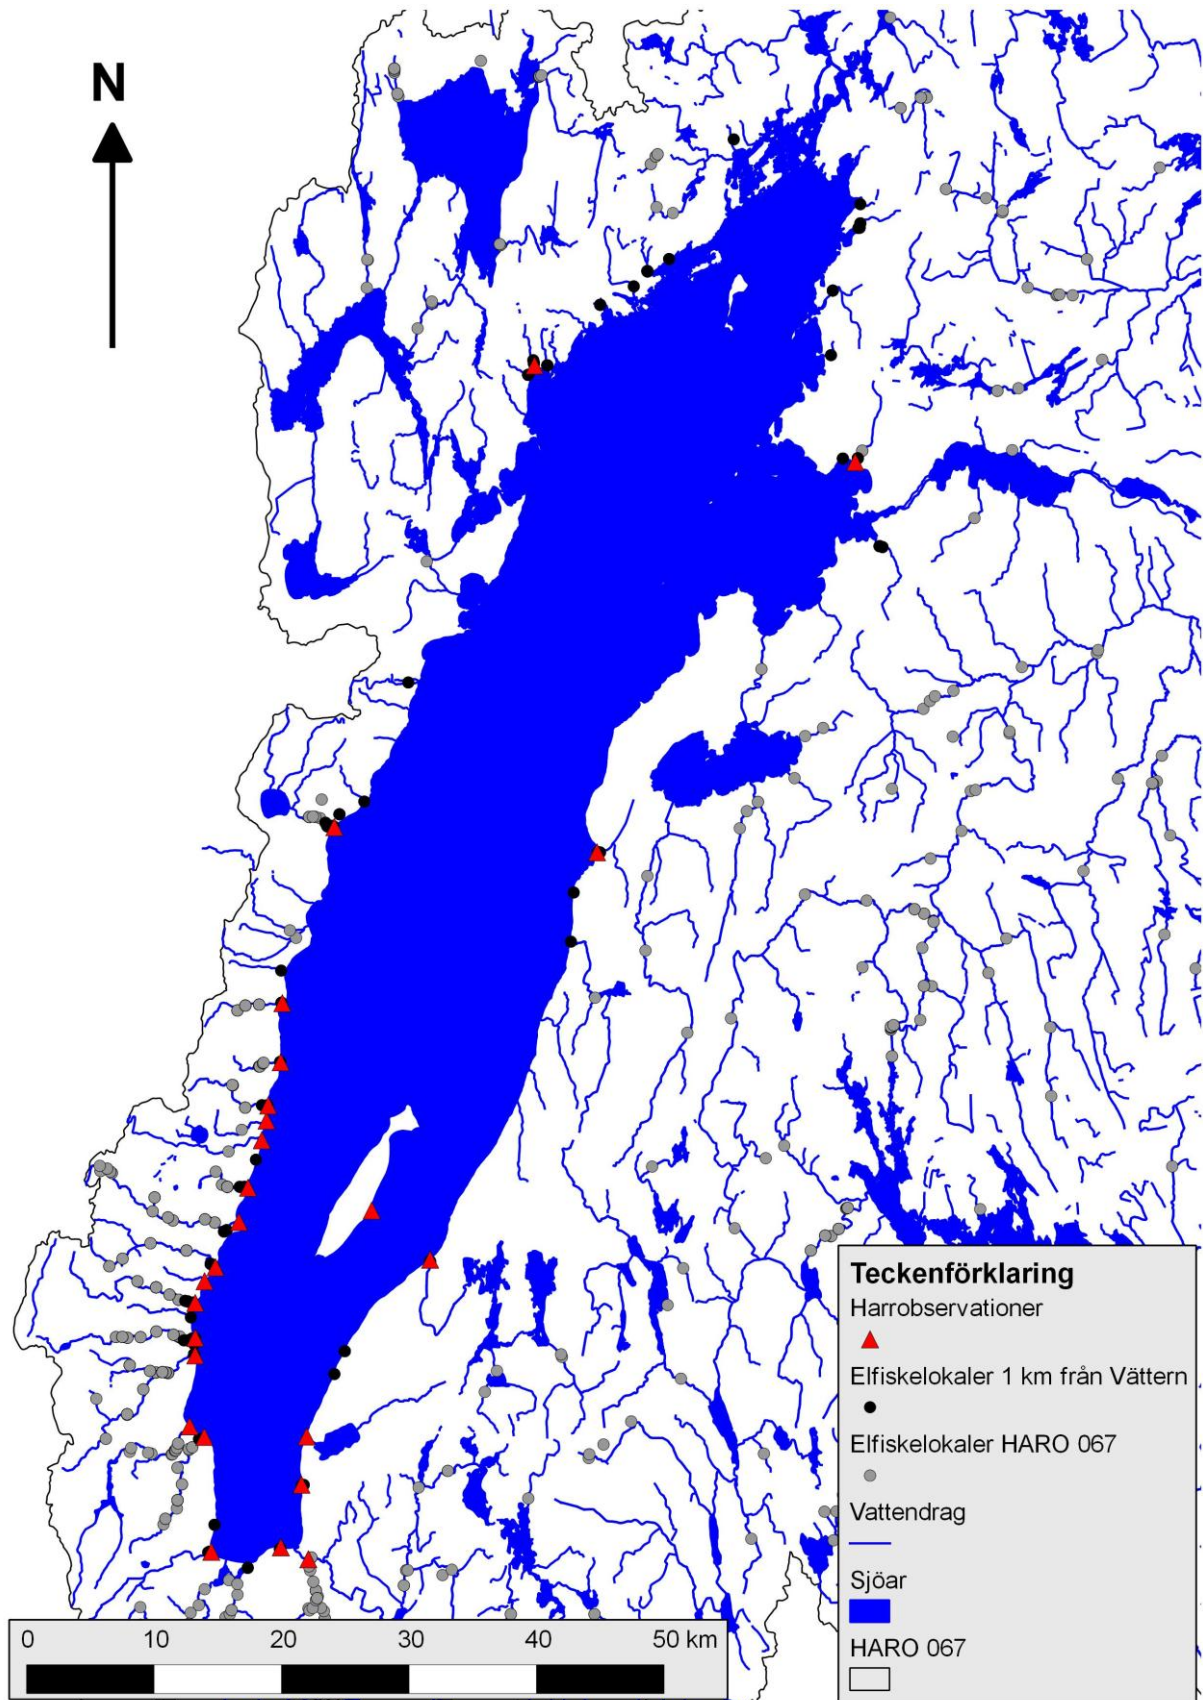 N
Teckenförklaring
Harrobservationer
Elfiskelokaler 1 km från Vättern
Elfiskelokaler HARO 067
Vattendrag
Sjöar
HARO 067
0 10 20 30 40 50 km